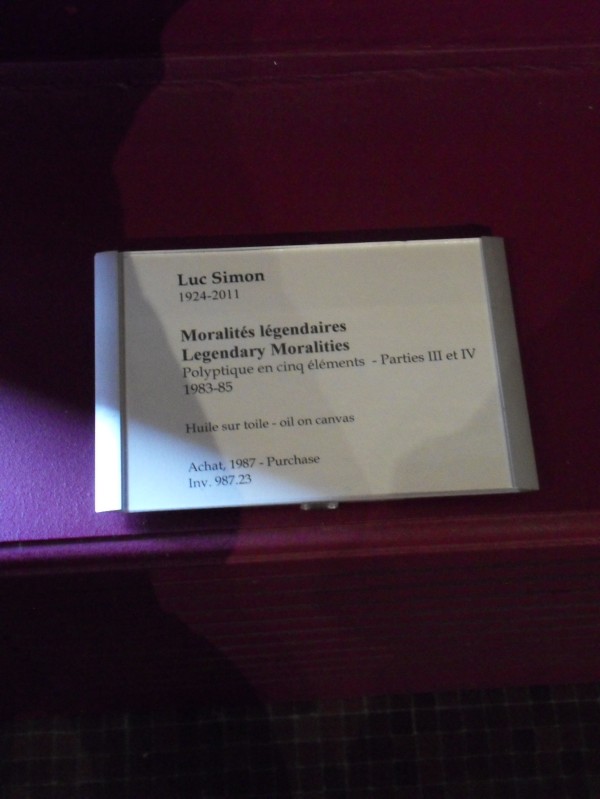 Luc Simon
1924-2011
Moralités légendaires
Legendary Moralities
Polyptique en cinq éléments - Parties III et IV
1983-85
Huile sur toile - oil on canvas
Achat, 1987 - Purchase
Inv. 987.23